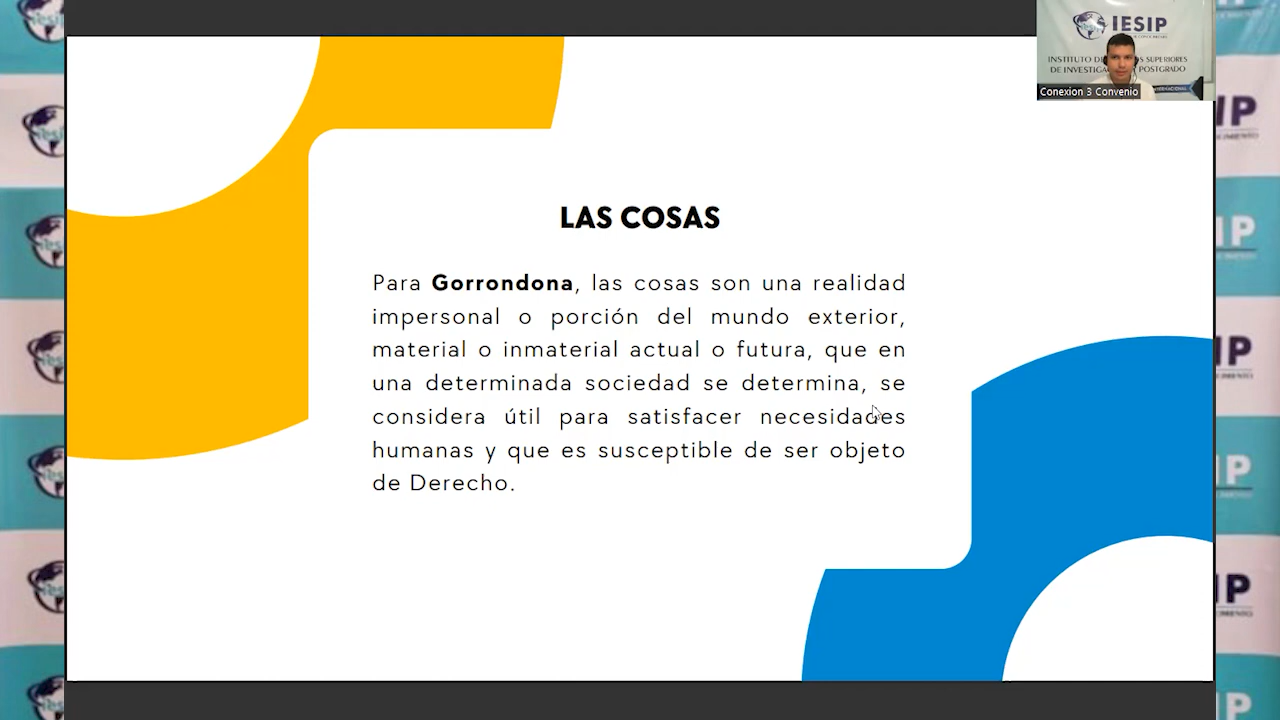 IESIP
INSTITUTO DE
SUPERIORES
DE INVESTIGAC
POSTGRADO
Conexion 3 Convenio
LAS COSAS
Para Gorrondona, las cosas son una realidad
impersonal o porción del mundo exterior,
material o inmaterial actual o futura, que en
una determinada sociedad se determina, se
considera útil para satisfacer necesidades
humanas y que es susceptible de ser objeto
de Derecho.